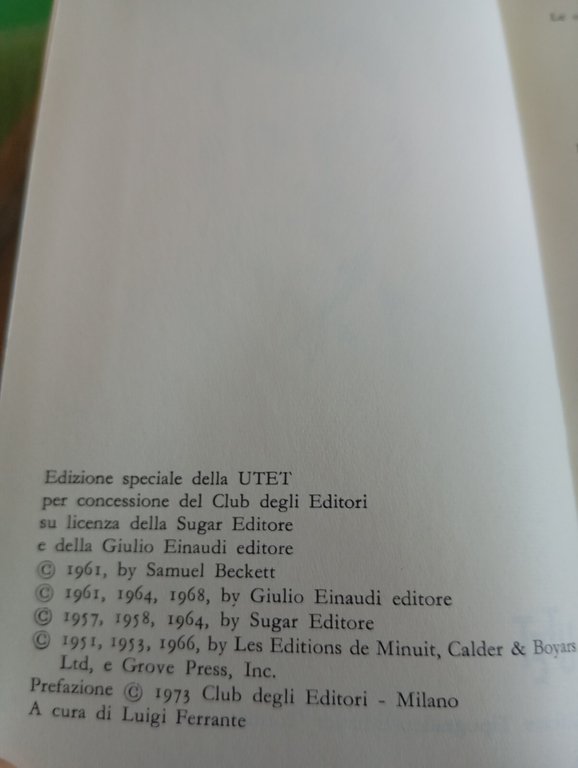 Edizione speciale della UTET
per concessione del Club degli Editori
su licenza della Sugar Editore
e della Giulio Einaudi editore
© 1961, by Samuel Beckett
© 1961, 1964, 1968, by Giulio Einaudi editore
© 1957, 1958, 1964, by Sugar Editore
© 1951, 1953, 1966, by Les Editions de Minuit, Calder & Boyars
Ltd, e Grove Press, Inc.
Prefazione © 1973 Club degli Editori - Milano
A cura di Luigi Ferrante